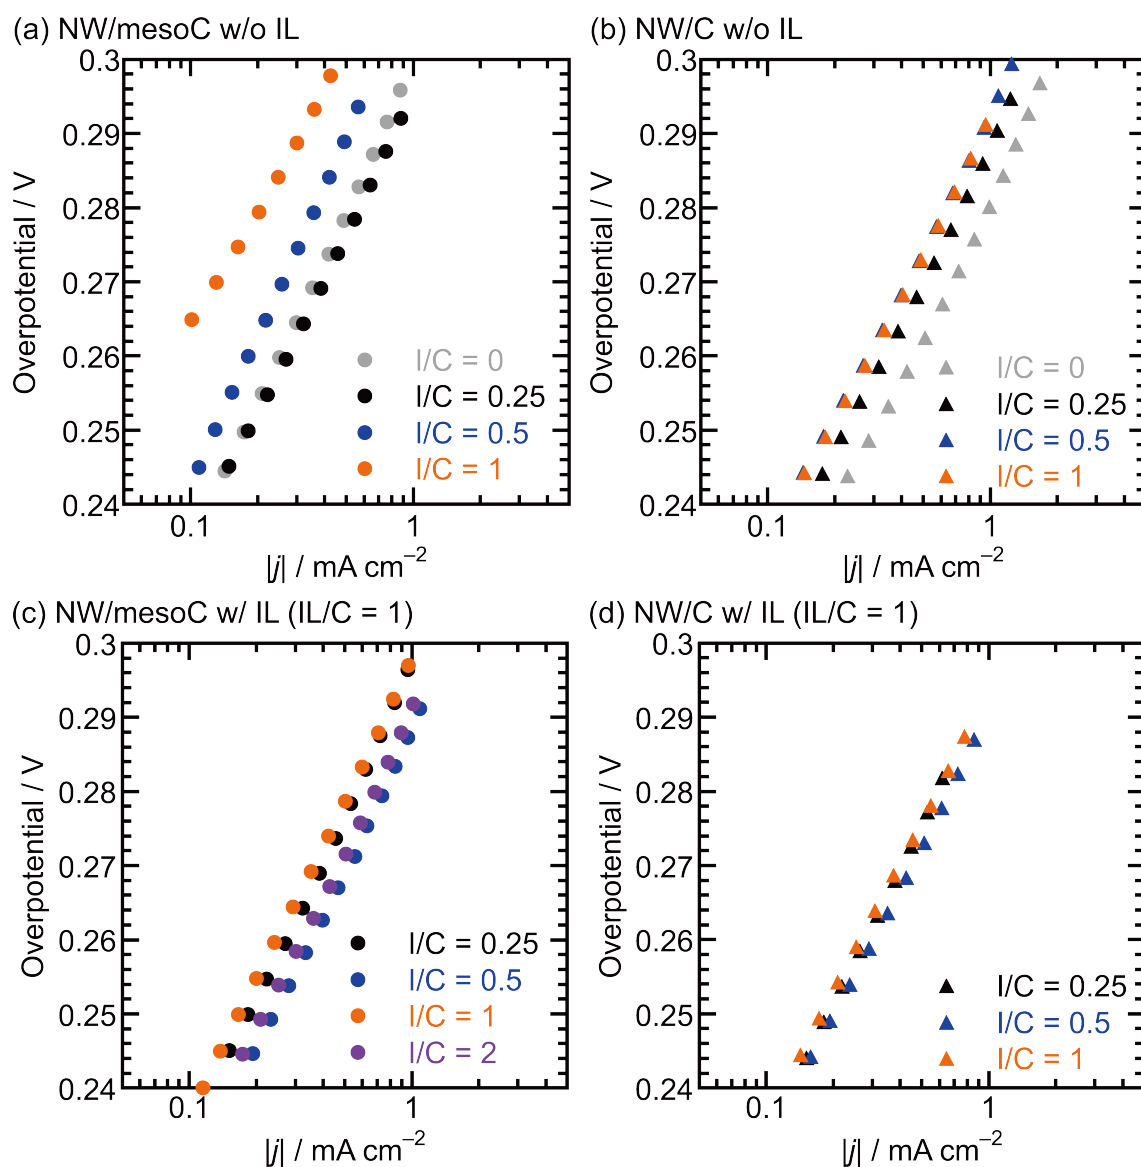 (a) NW/mesoC w/o IL
0.3
0.29
0.28
0.27
0.26
0.25
0.24
Overpotential / V
I/C = 0
I/C = 0.25
I/C = 0.5
I/C = 1
0.1
1
|j| / mA cm⁻²
(b) NW/C w/o IL
0.3
0.29
0.28
0.27
0.26
0.25
0.24
Overpotential / V
I/C = 0
I/C = 0.25
I/C = 0.5
I/C = 1
0.1
1
|j| / mA cm⁻²
(c) NW/mesoC w/ IL (IL/C = 1)
0.3
0.29
0.28
0.27
0.26
0.25
0.24
Overpotential / V
I/C = 0.25
I/C = 0.5
I/C = 1
I/C = 2
0.1
1
|j| / mA cm⁻²
(d) NW/C w/ IL (IL/C = 1)
0.3
0.29
0.28
0.27
0.26
0.25
0.24
Overpotential / V
I/C = 0.25
I/C = 0.5
I/C = 1
0.1
1
|j| / mA cm⁻²